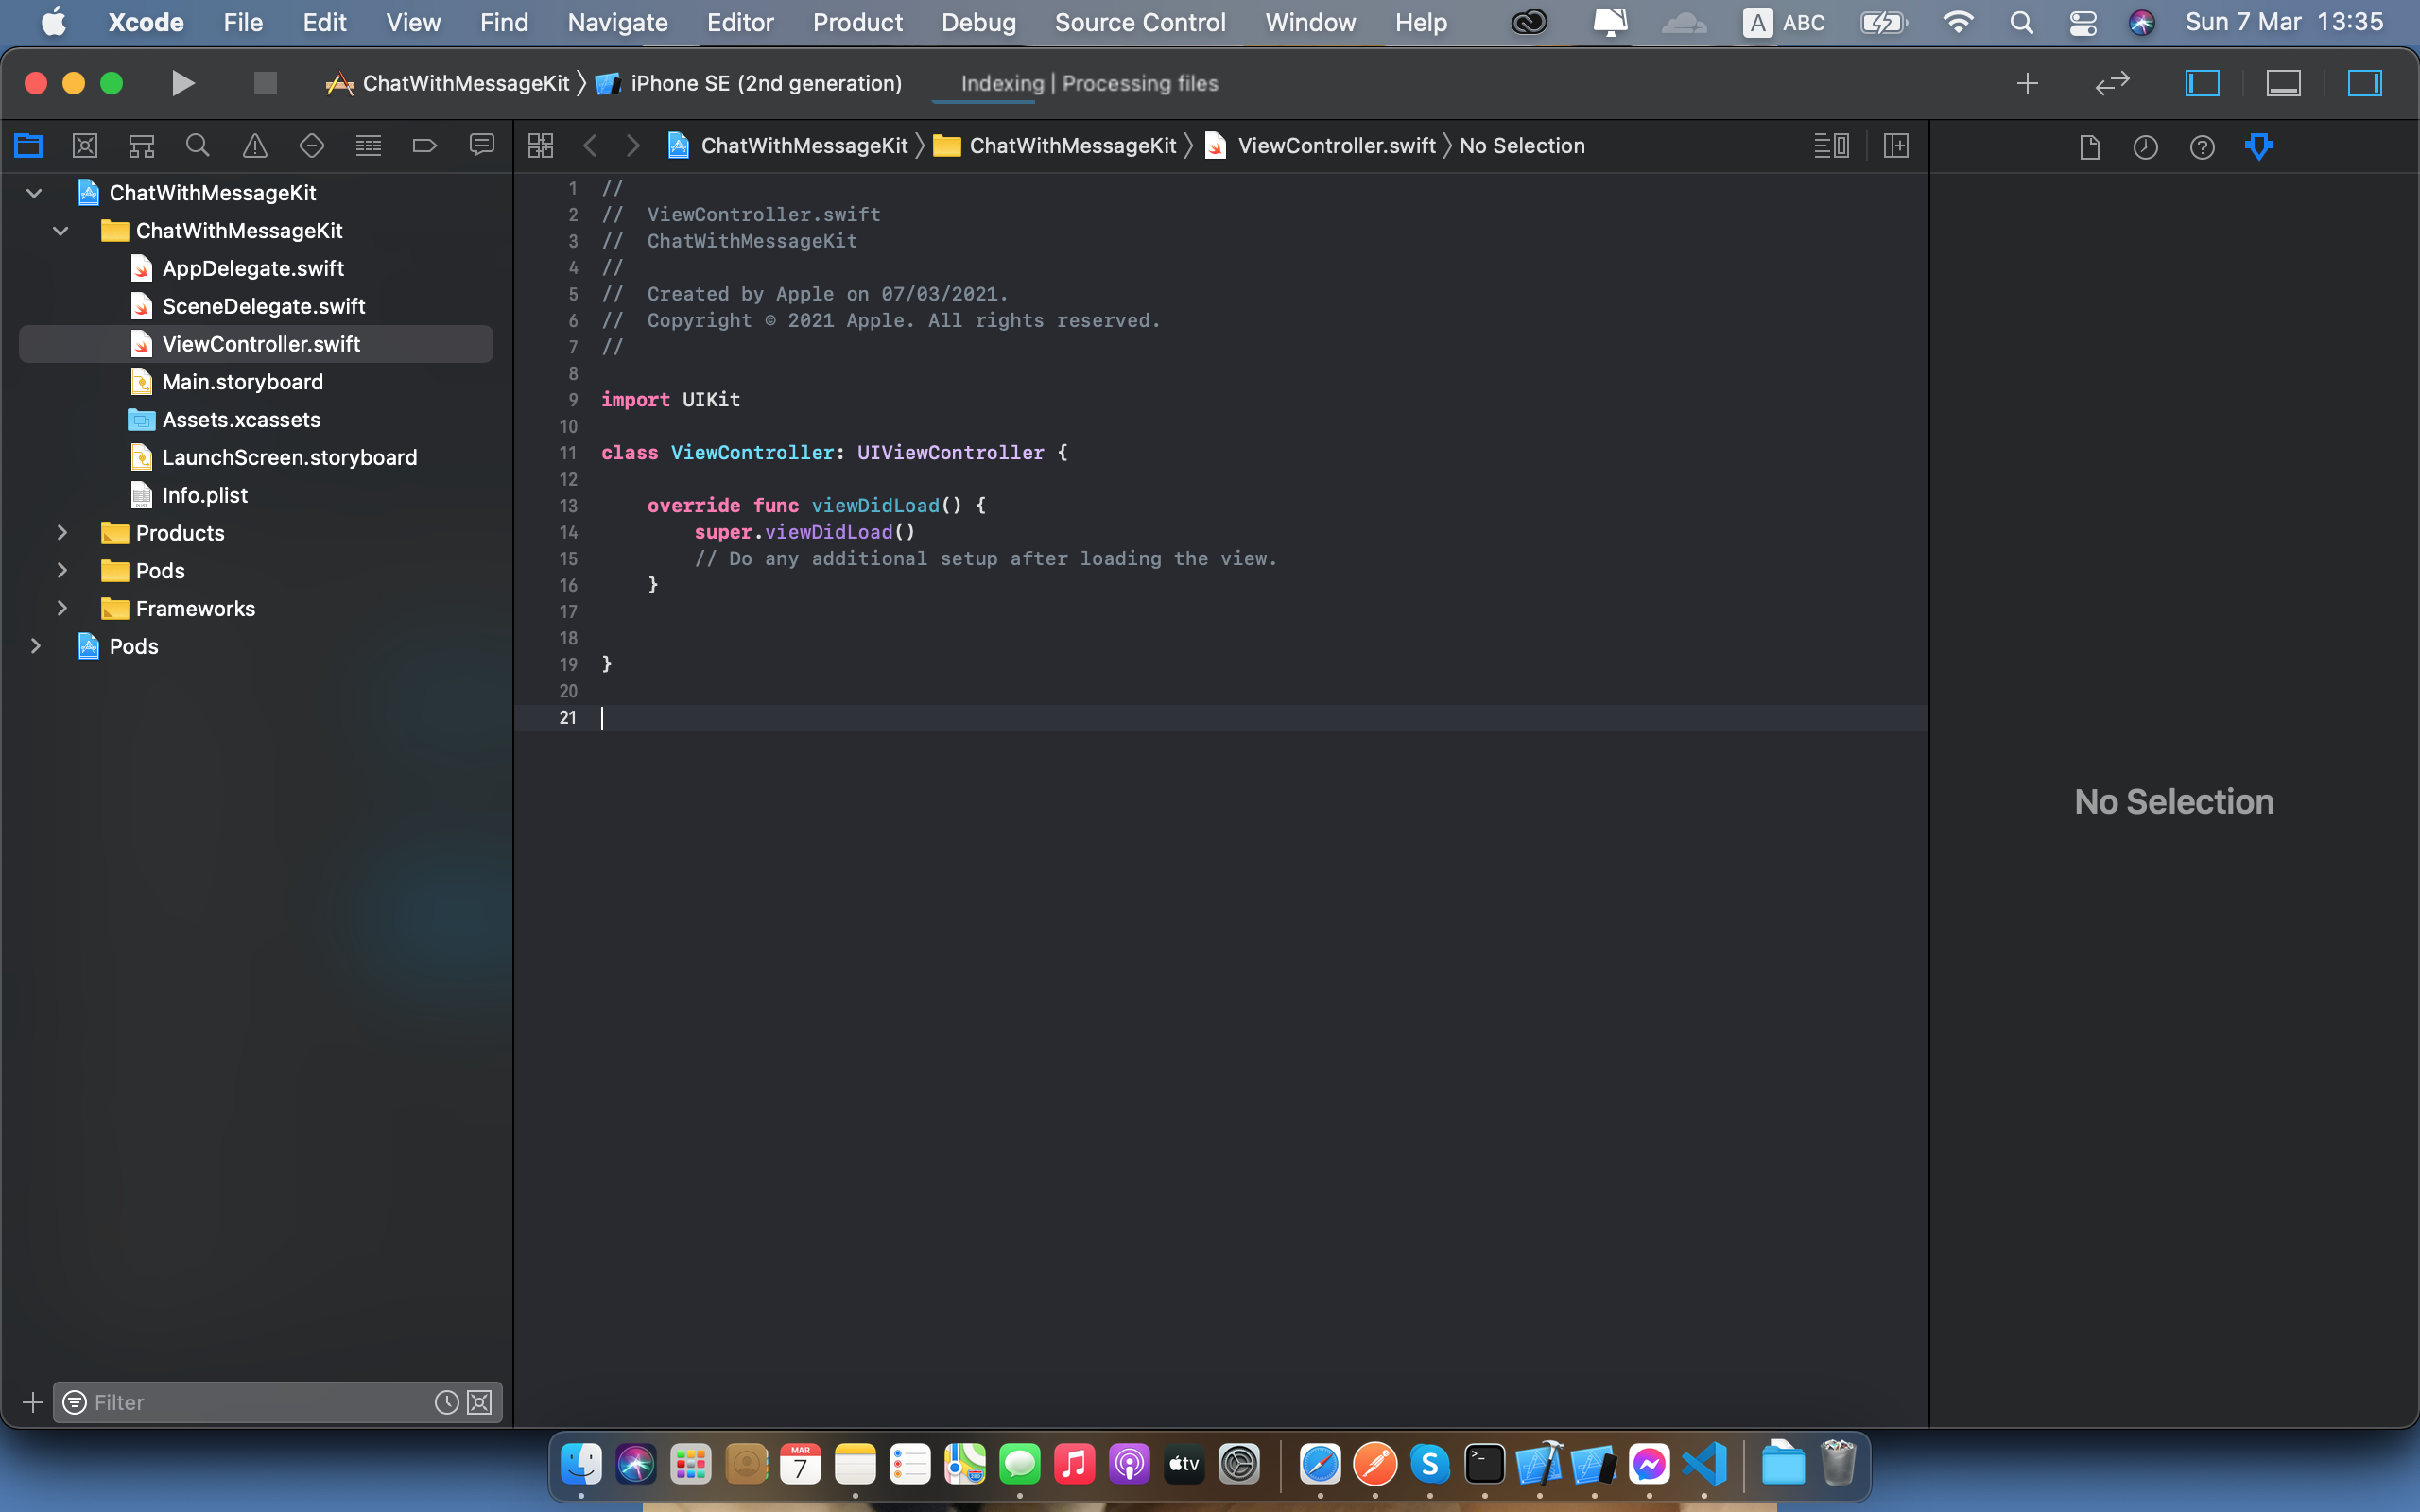 Xcode File Edit View Find Navigate Editor Product Debug Source Control Window Help A ABC Sun 7 Mar 13:35
ChatWithMessageKit iPhone SE (2nd generation) Indexing | Processing files
ChatWithMessageKit ChatWithMessageKit ViewController.swift No Selection
ChatWithMessageKit
ChatWithMessageKit
AppDelegate.swift
SceneDelegate.swift
ViewController.swift
Main.storyboard
Assets.xcassets
LaunchScreen.storyboard
Info.plist
Products
Pods
Frameworks
Pods
Filter
1 //
2 //  ViewController.swift
3 //  ChatWithMessageKit
4 //
5 //  Created by Apple on 07/03/2021.
6 //  Copyright © 2021 Apple. All rights reserved.
7 //
8
9 import UIKit
10
11 class ViewController: UIViewController {
12
13     override func viewDidLoad() {
14         super.viewDidLoad()
15         // Do any additional setup after loading the view.
16     }
17
18
19 }
20
21
No Selection
MAR
7
tv
S
>_